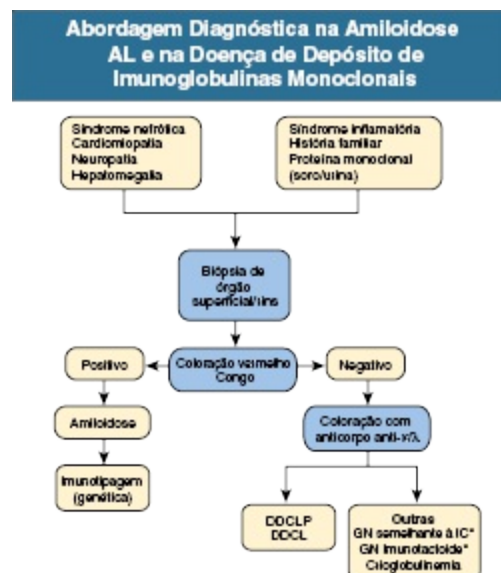 Abordagem Diagnóstica na Amiloidose
AL e na Doença de Depósito de
Imunoglobulinas Monoclonais
Síndrome nefrótica
Cardiomiopatia
Neuropatia
Hepatomegalia
Síndrome inflamatória
História familiar
Proteína monoclonal
(soro/urina)
Biópsia de
órgão
superficial/rins
Positivo
Coloração vermelho
Congo
Negativo
Amiloidose
Coloração com
anticorpo anti-κ/λ
Imunotipagem
(genética)
DDCLP
DDCL
Outras
GN semelhante à IC*
GN Imunotacloide*
Crioglobulinemia